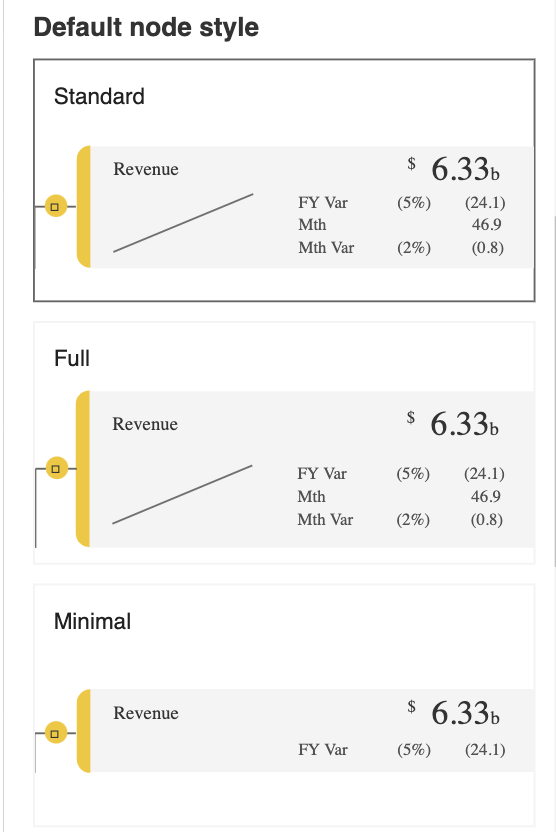 Default node style
Standard
Revenue $ 6.33b
FY Var (5%) (24.1)
Mth 46.9
Mth Var (2%) (0.8)
Full
Revenue $ 6.33b
FY Var (5%) (24.1)
Mth 46.9
Mth Var (2%) (0.8)
Minimal
Revenue $ 6.33b
FY Var (5%) (24.1)